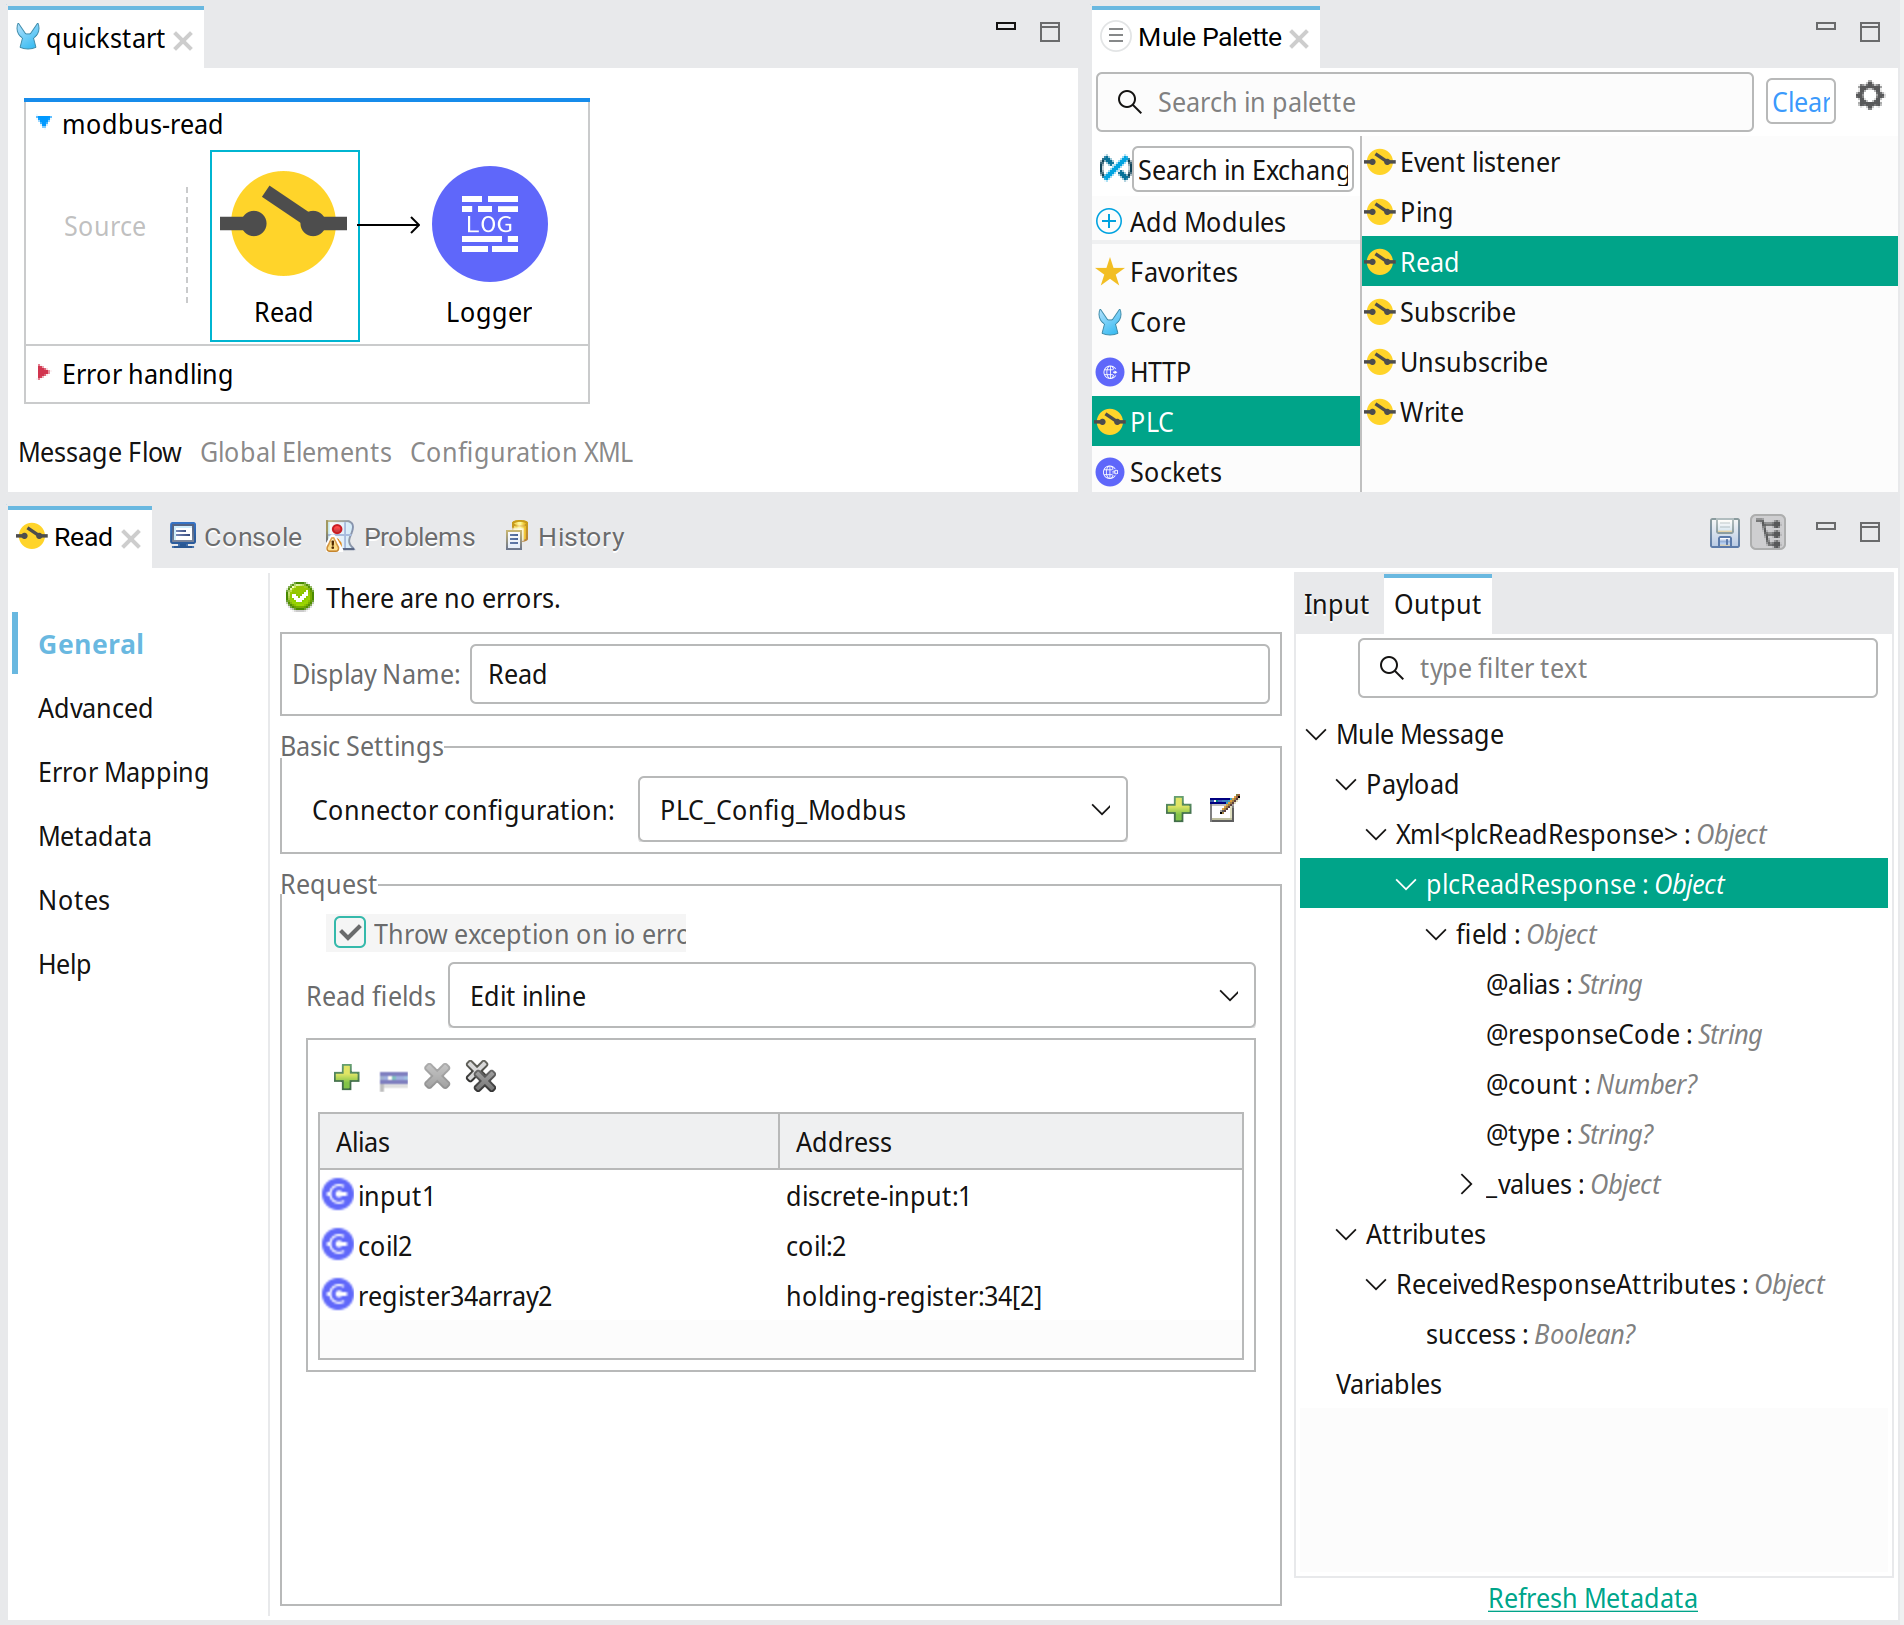 quickstart
modbus-read
Source
LOG
Read
Logger
Error handling
Message Flow Global Elements Configuration XML
Mule Palette
Search in palette
Clear
Search in Exchang
Add Modules
Favorites
Core
HTTP
PLC
Sockets
Event listener
Ping
Read
Subscribe
Unsubscribe
Write
Read Console Problems History
General
Advanced
Error Mapping
Metadata
Notes
Help
There are no errors.
Display Name: Read
Basic Settings
Connector configuration: PLC_Config_Modbus
Request
Throw exception on io erro
Read fields Edit inline
Alias Address
input1 discrete-input:1
coil2 coil:2
register34array2 holding-register:34[2]
Input Output
type filter text
Mule Message
Payload
Xml<plcReadResponse> : Object
plcReadResponse : Object
field : Object
@alias : String
@responseCode : String
@count : Number?
@type : String?
_values : Object
Attributes
ReceivedResponseAttributes : Object
success : Boolean?
Variables
Refresh Metadata